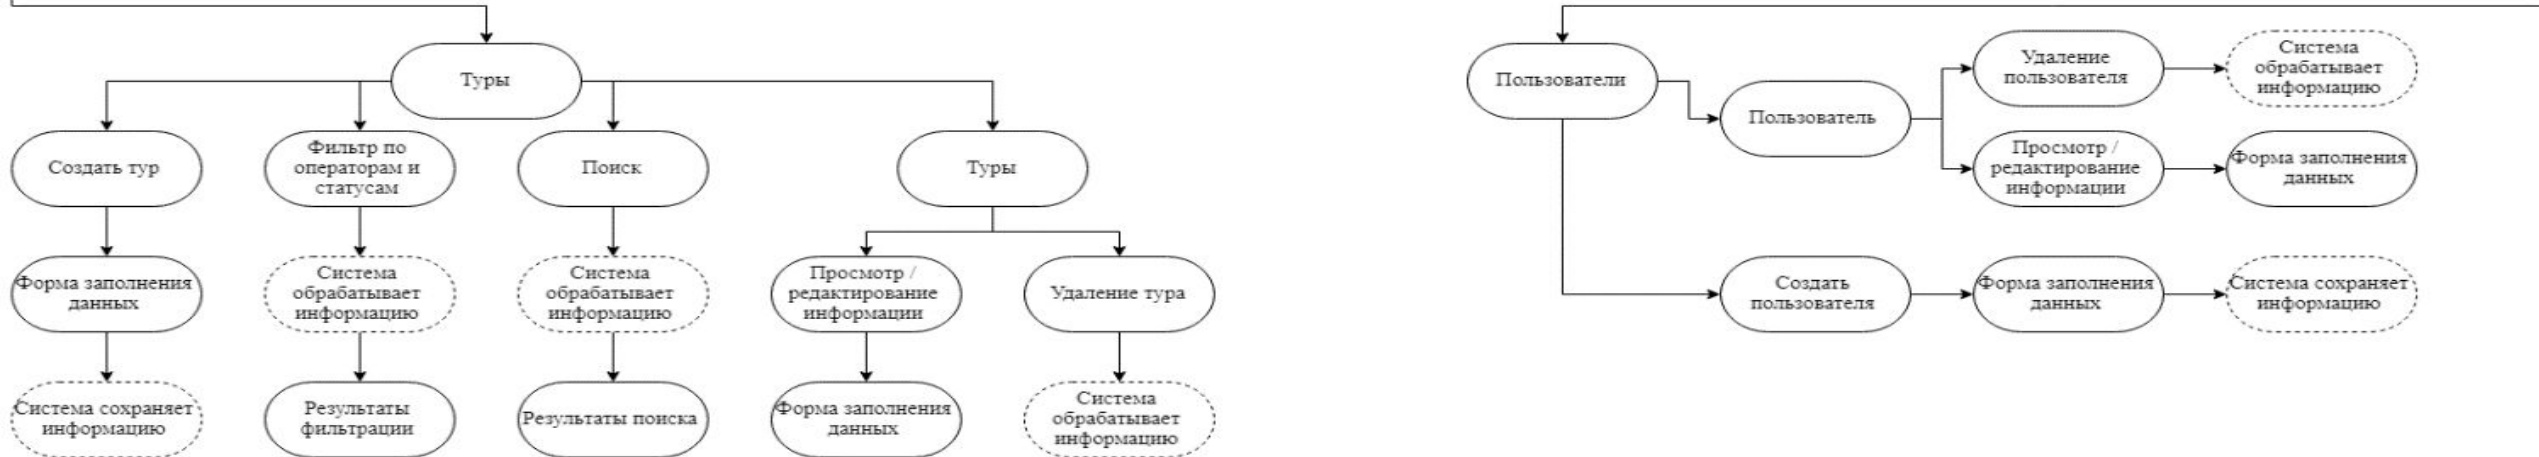 Туры
Создать тур
Фильтр по
операторам и
статусам
Поиск
Туры
Форма заполнения
данных
Система
обрабатывает
информацию
Система
обрабатывает
информацию
Просмотр /
редактирование
информации
Удаление тура
Система сохраняет
информацию
Результаты
фильтрации
Результаты поиска
Форма заполнения
данных
Система
обрабатывает
информацию
Пользователи
Пользователь
Удаление
пользователя
Система
обрабатывает
информацию
Просмотр /
редактирование
информации
Форма заполнения
данных
Создать
пользователя
Форма заполнения
данных
Система сохраняет
информацию